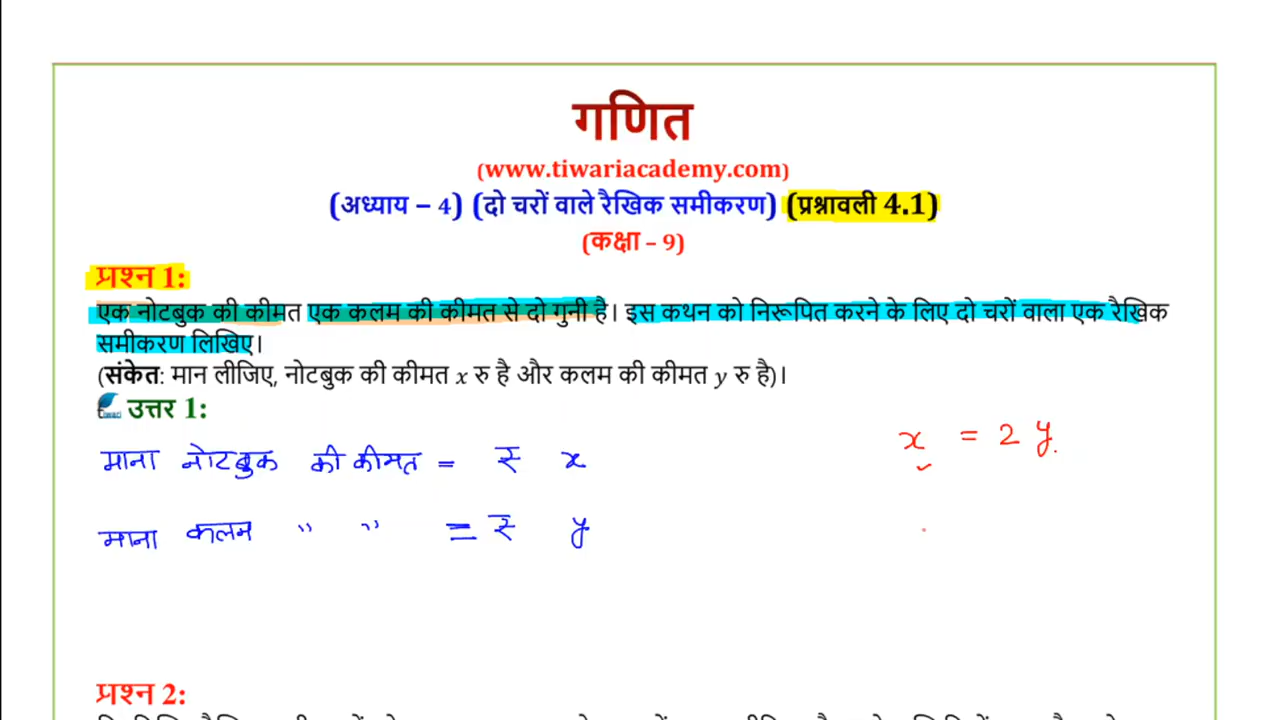 गणित
(www.tiwariacademy.com)
(अध्याय – 4) (दो चरों वाले रैखिक समीकरण) (प्रश्नावली 4.1)
(कक्षा – 9)
प्रश्न 1:
एक नोटबुक की कीमत एक कलम की कीमत से दो गुनी है। इस कथन को निरूपित करने के लिए दो चरों वाला एक रैखिक
समीकरण लिखिए।
(संकेत: मान लीजिए, नोटबुक की कीमत x रु है और कलम की कीमत y रु है)।
उत्तर 1:
माना नोटबुक की कीमत = ₹ x
x = 2 y.
माना कलम " " = ₹ y
प्रश्न 2: